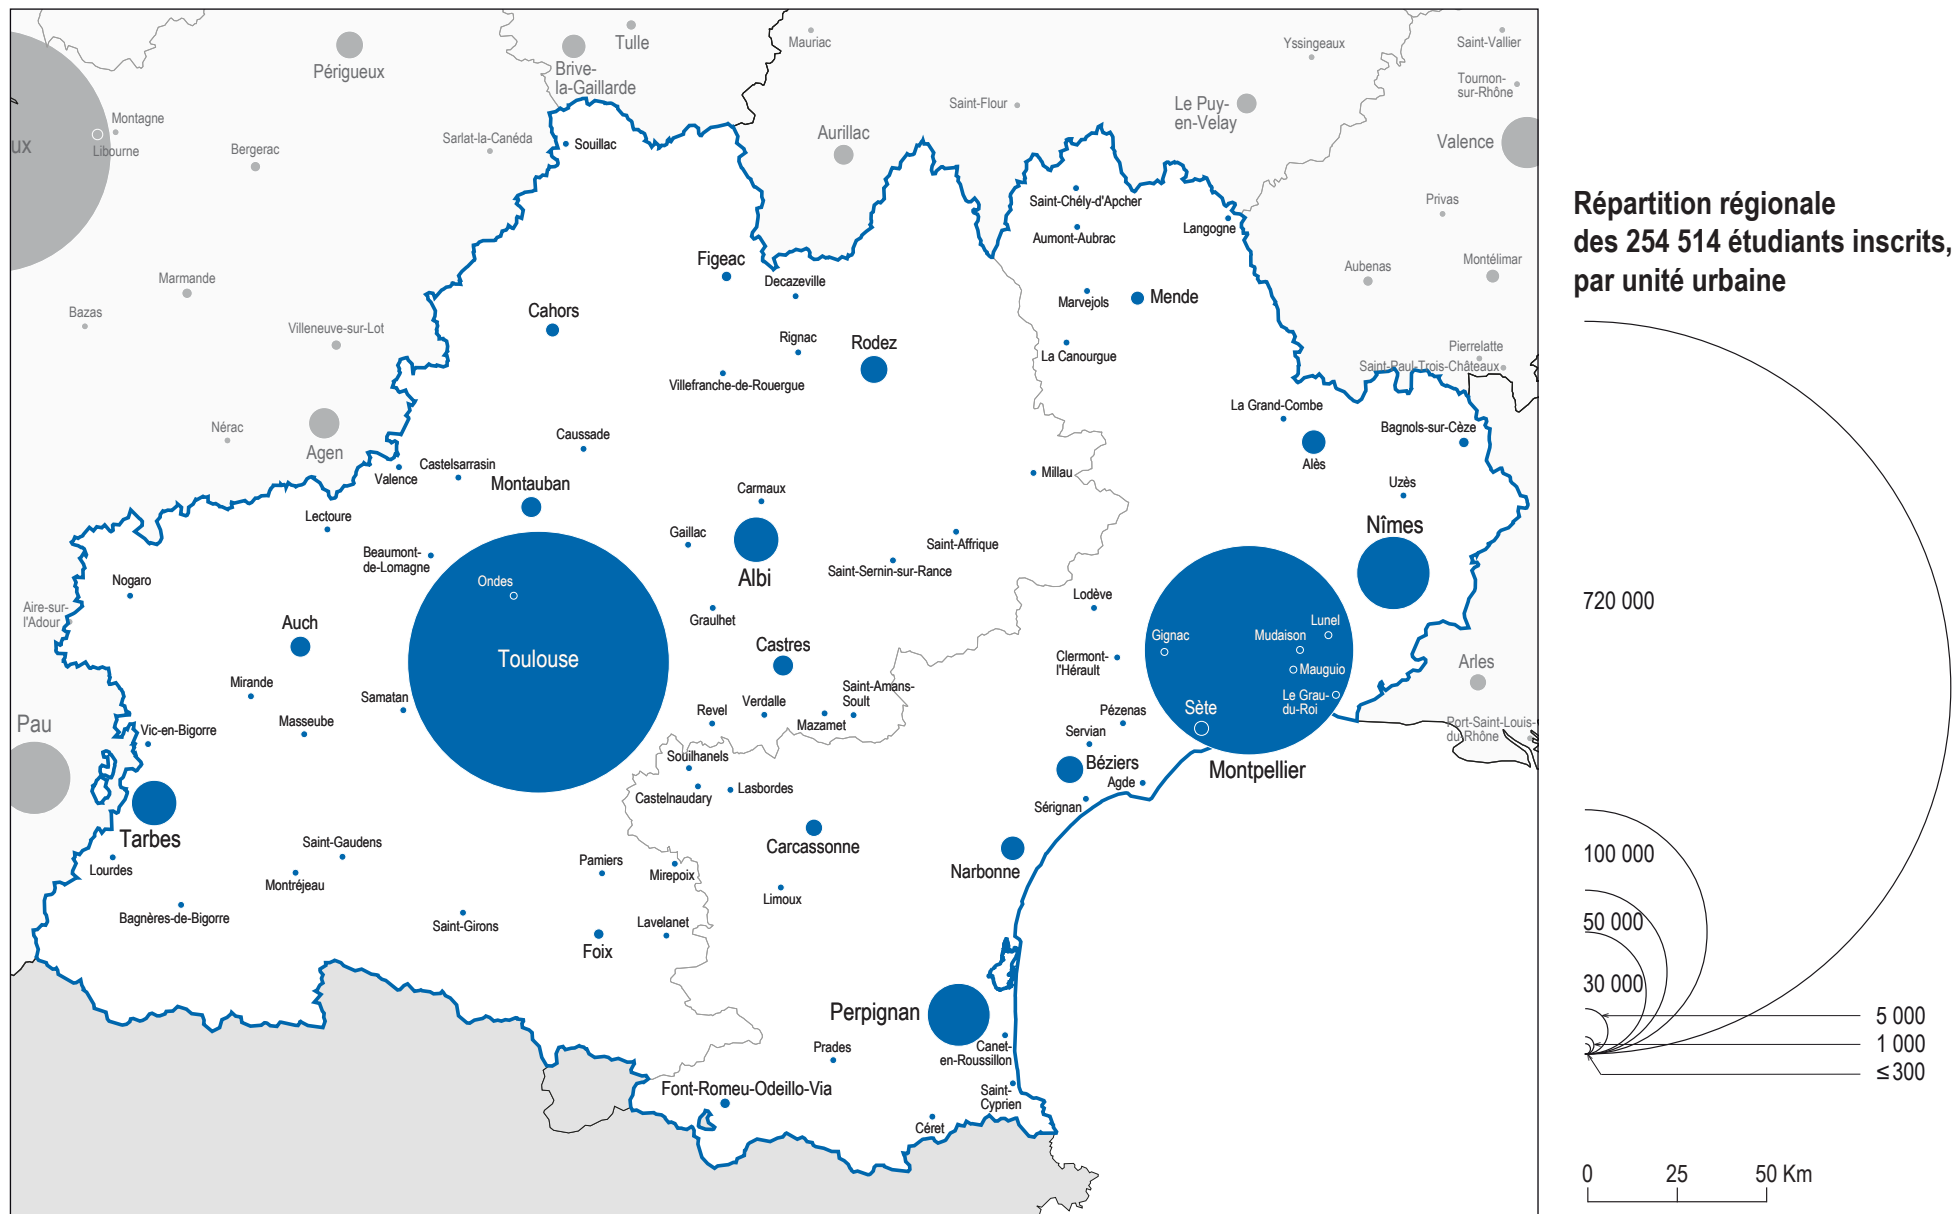 Tulle
Mauriac
Yssingeaux
Saint-Vallier
Périgueux
Brive-
la-Gaillarde
Tournon-
sur-Rhône
Saint-Flour
Le Puy-
en-Velay
Montagne
Libourne
ux
Bergerac
Sarlat-la-Canéda
Aurillac
Valence
Souillac
Saint-Chély-d'Apcher
Aumont-Aubrac
Langogne
Privas
Figeac
Decazeville
Marmande
Aubenas
Montélimar
Bazas
Villeneuve-sur-Lot
Cahors
Marvejols
Mende
Rignac
Rodez
La Canourgue
Pierrelatte
Saint-Paul-Trois-Châteaux
Villefranche-de-Rouergue
Nérac
Agen
Caussade
La Grand-Combe
Bagnols-sur-Cèze
Alès
Valence
Castelsarrasin
Montauban
Carmaux
Millau
Uzès
Lectoure
Nîmes
Gaillac
Saint-Affrique
Beaumont-
de-Lomagne
Albi
Saint-Sernin-sur-Rance
Nogaro
Ondes
Lodève
Aire-sur-
l'Adour
Auch
Graulhet
Toulouse
Castres
Gignac
Mudaison
Lunel
Clermont-
l'Hérault
Mauguio
Arles
Mirande
Samatan
Saint-Amans-
Soult
Le Grau-
du-Roi
Revel
Verdalle
Mazamet
Pézenas
Sète
Pau
Vic-en-Bigorre
Masseube
Servian
Port-Saint-Louis-
du-Rhône
Souilhanels
Béziers
Montpellier
Castelnaudary
Lasbordes
Agde
Sérignan
Tarbes
Saint-Gaudens
Carcassonne
Lourdes
Montréjeau
Pamiers
Mirepoix
Narbonne
Limoux
Bagnères-de-Bigorre
Saint-Girons
Lavelanet
Foix
Perpignan
Prades
Canet-
en-Roussillon
Font-Romeu-Odeillo-Via
Saint-
Cyprien
Céret
Répartition régionale
des 254 514 étudiants inscrits,
par unité urbaine
720 000
100 000
50 000
30 000
5 000
1 000
≤ 300
0 25 50 Km